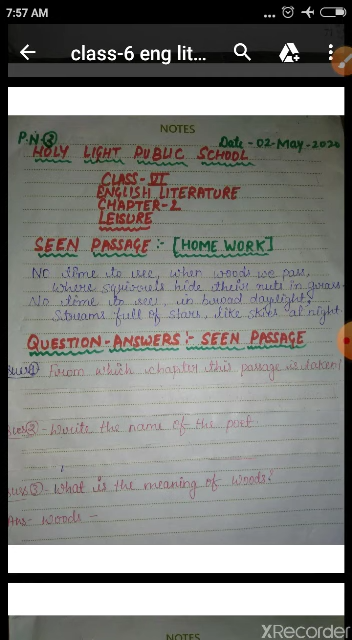 7:57 AM
class-6 eng lit...
NOTES
P.N.②
Date - 02-May-2020
HOLY LIGHT PUBLIC SCHOOL
CLASS - VI
ENGLISH LITERATURE
CHAPTER-2
LEISURE
SEEN PASSAGE :- [HOME WORK]
No time to see, when woods we pass,
Where squirrels hide their nuts in grass.
No time to see, in broad daylight,
Streams full of stars, like skies at night.
QUESTION-ANSWERS :- SEEN PASSAGE
① From which chapter this passage is taken?
② - Write the name of the poet.
③ - What is the meaning of woods?
Ans - Woods -
NOTES
XRecorder